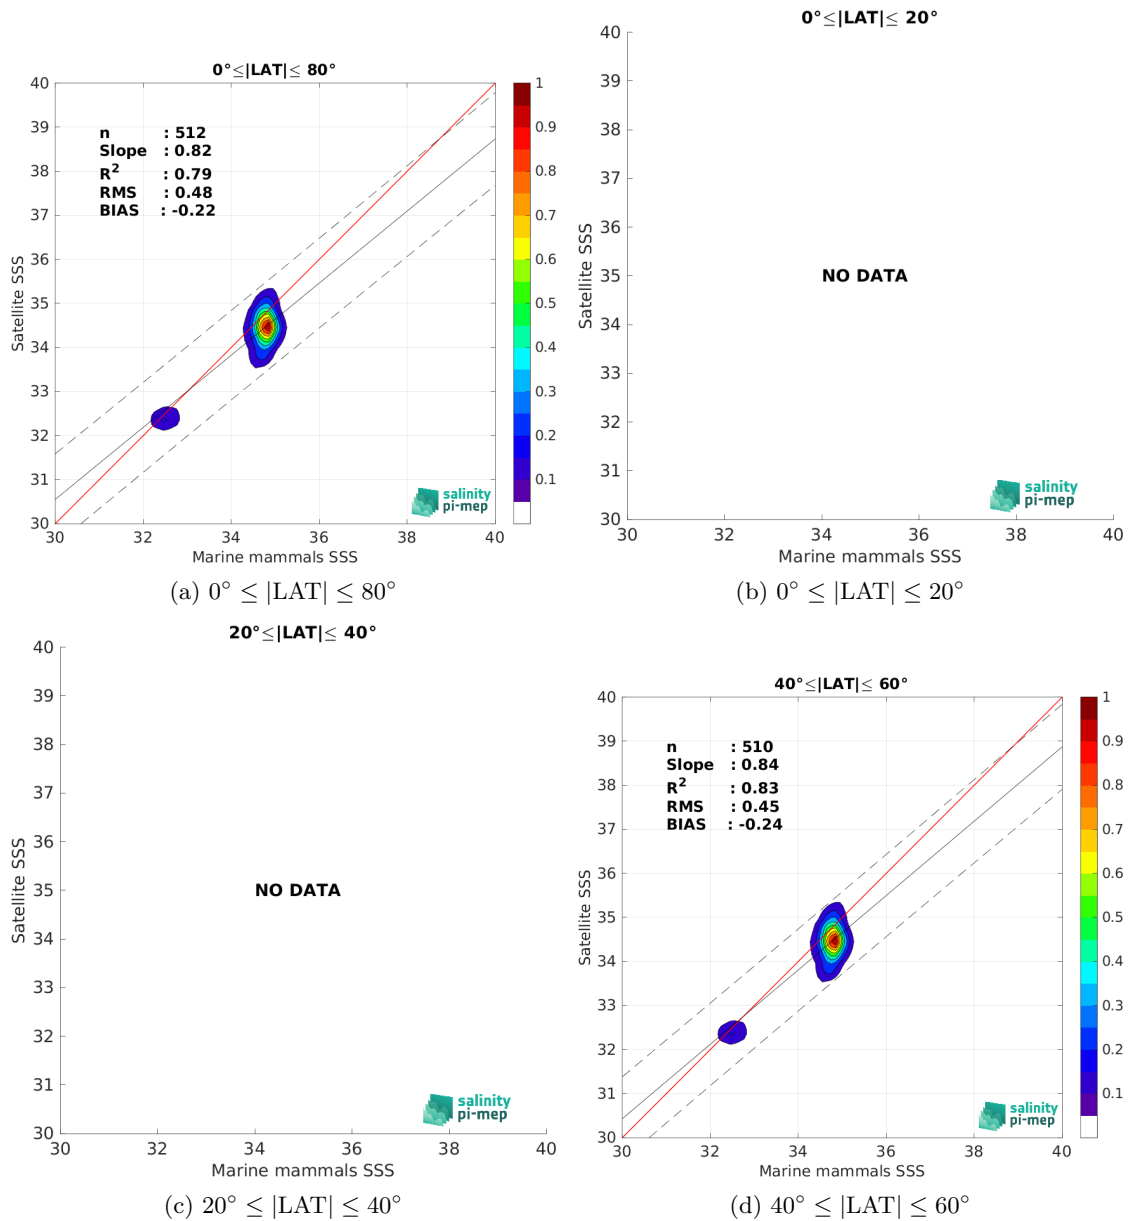 0°≤|LAT|≤ 80°
n : 512
Slope : 0.82
R² : 0.79
RMS : 0.48
BIAS : -0.22
40
39
38
37
36
35
34
33
32
31
30
Satellite SSS
30 32 34 36 38 40
Marine mammals SSS
1
0.9
0.8
0.7
0.6
0.5
0.4
0.3
0.2
0.1
salinity
pi-mep
(a) 0° ≤ |LAT| ≤ 80°
0°≤|LAT|≤ 20°
40
39
38
37
36
35
34
33
32
31
30
Satellite SSS
NO DATA
30 32 34 36 38 40
Marine mammals SSS
salinity
pi-mep
(b) 0° ≤ |LAT| ≤ 20°
20°≤|LAT|≤ 40°
40
39
38
37
36
35
34
33
32
31
30
Satellite SSS
NO DATA
30 32 34 36 38 40
Marine mammals SSS
salinity
pi-mep
(c) 20° ≤ |LAT| ≤ 40°
40°≤|LAT|≤ 60°
n : 510
Slope : 0.84
R² : 0.83
RMS : 0.45
BIAS : -0.24
40
39
38
37
36
35
34
33
32
31
30
Satellite SSS
30 32 34 36 38 40
Marine mammals SSS
1
0.9
0.8
0.7
0.6
0.5
0.4
0.3
0.2
0.1
salinity
pi-mep
(d) 40° ≤ |LAT| ≤ 60°